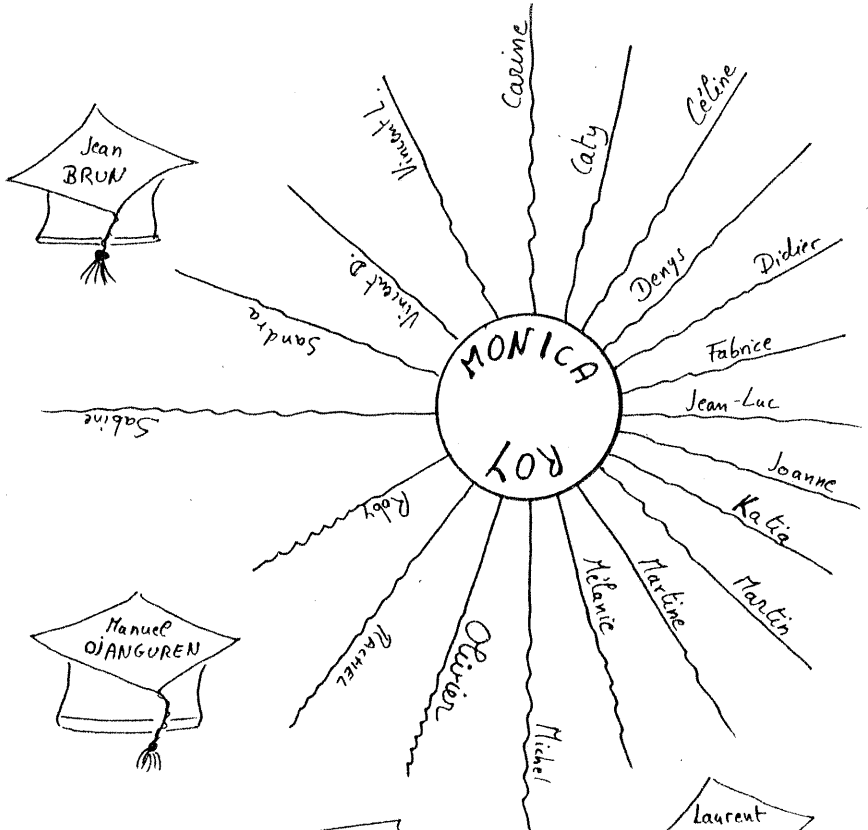 Jean
BRUN
MONICA
ROY
Carine
Caty
Céline
Denys
Didier
Fabrice
Jean-Luc
Joanne
Katia
Martin
Martine
Mélanie
Michel
Olivier
RACHEL
Roby
Sabine
Sandra
Vincent D.
Vincent L.
Manuel
OJANGUREN
Laurent